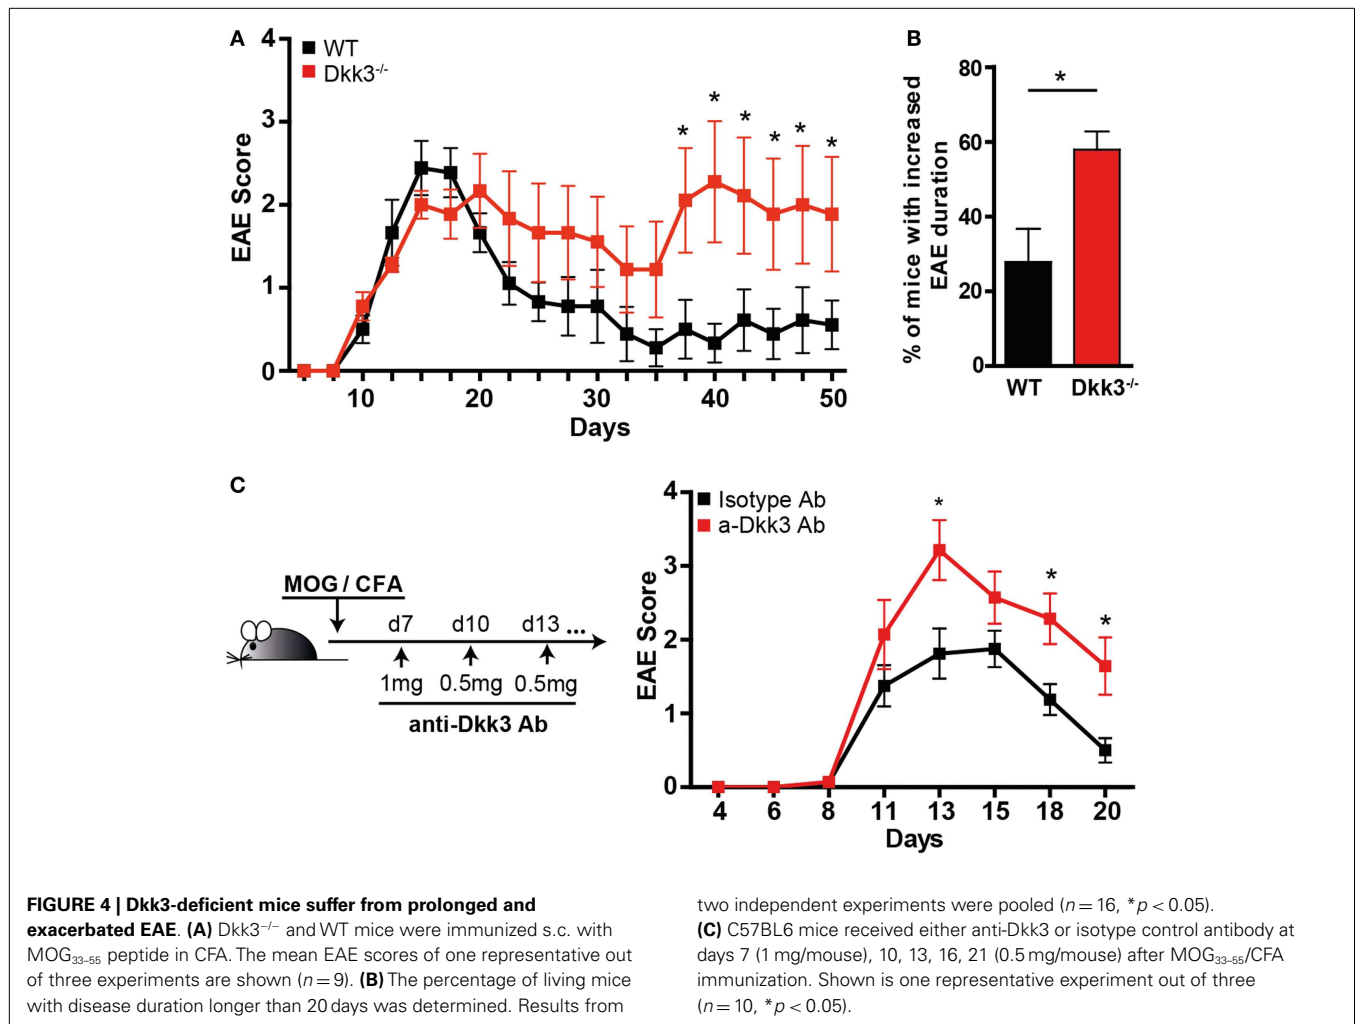 A
4
3
2
1
0
EAE Score
WT
Dkk3-/-
* * * * * *
10 20 30 40 50
Days
B
80
60
40
20
0
% of mice with increased
EAE duration
*
WT Dkk3-/-
C
MOG / CFA
d7 d10 d13 ...
1mg 0.5mg 0.5mg
anti-Dkk3 Ab
4
3
2
1
0
EAE Score
Isotype Ab
a-Dkk3 Ab
* * *
4 6 8 11 13 15 18 20
Days
FIGURE 4 | Dkk3-deficient mice suffer from prolonged and
exacerbated EAE. (A) Dkk3−/− and WT mice were immunized s.c. with
MOG33–55 peptide in CFA. The mean EAE scores of one representative out
of three experiments are shown (n = 9). (B) The percentage of living mice
with disease duration longer than 20 days was determined. Results from
two independent experiments were pooled (n = 16, *p < 0.05).
(C) C57BL6 mice received either anti-Dkk3 or isotype control antibody at
days 7 (1 mg/mouse), 10, 13, 16, 21 (0.5 mg/mouse) after MOG33–55/CFA
immunization. Shown is one representative experiment out of three
(n = 10, *p < 0.05).